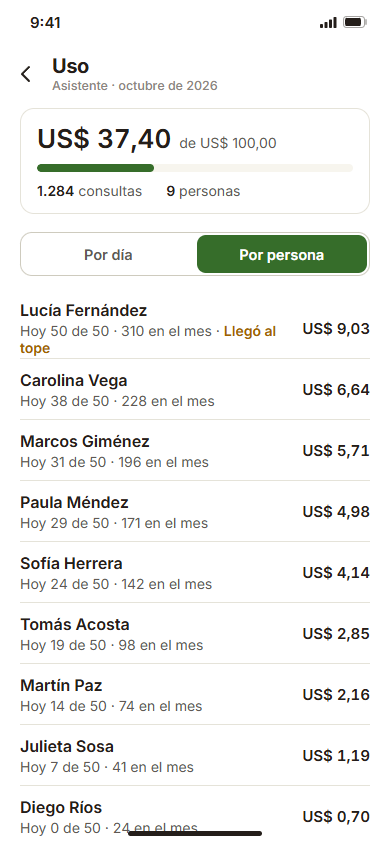 9:41
Uso
Asistente · octubre de 2026
US$ 37,40 de US$ 100,00
1.284 consultas 9 personas
Por día Por persona
Lucía Fernández
Hoy 50 de 50 · 310 en el mes · Llegó al
tope
US$ 9,03
Carolina Vega
Hoy 38 de 50 · 228 en el mes
US$ 6,64
Marcos Giménez
Hoy 31 de 50 · 196 en el mes
US$ 5,71
Paula Méndez
Hoy 29 de 50 · 171 en el mes
US$ 4,98
Sofía Herrera
Hoy 24 de 50 · 142 en el mes
US$ 4,14
Tomás Acosta
Hoy 19 de 50 · 98 en el mes
US$ 2,85
Martín Paz
Hoy 14 de 50 · 74 en el mes
US$ 2,16
Julieta Sosa
Hoy 7 de 50 · 41 en el mes
US$ 1,19
Diego Ríos
Hoy 0 de 50 · 24 en el mes
US$ 0,70